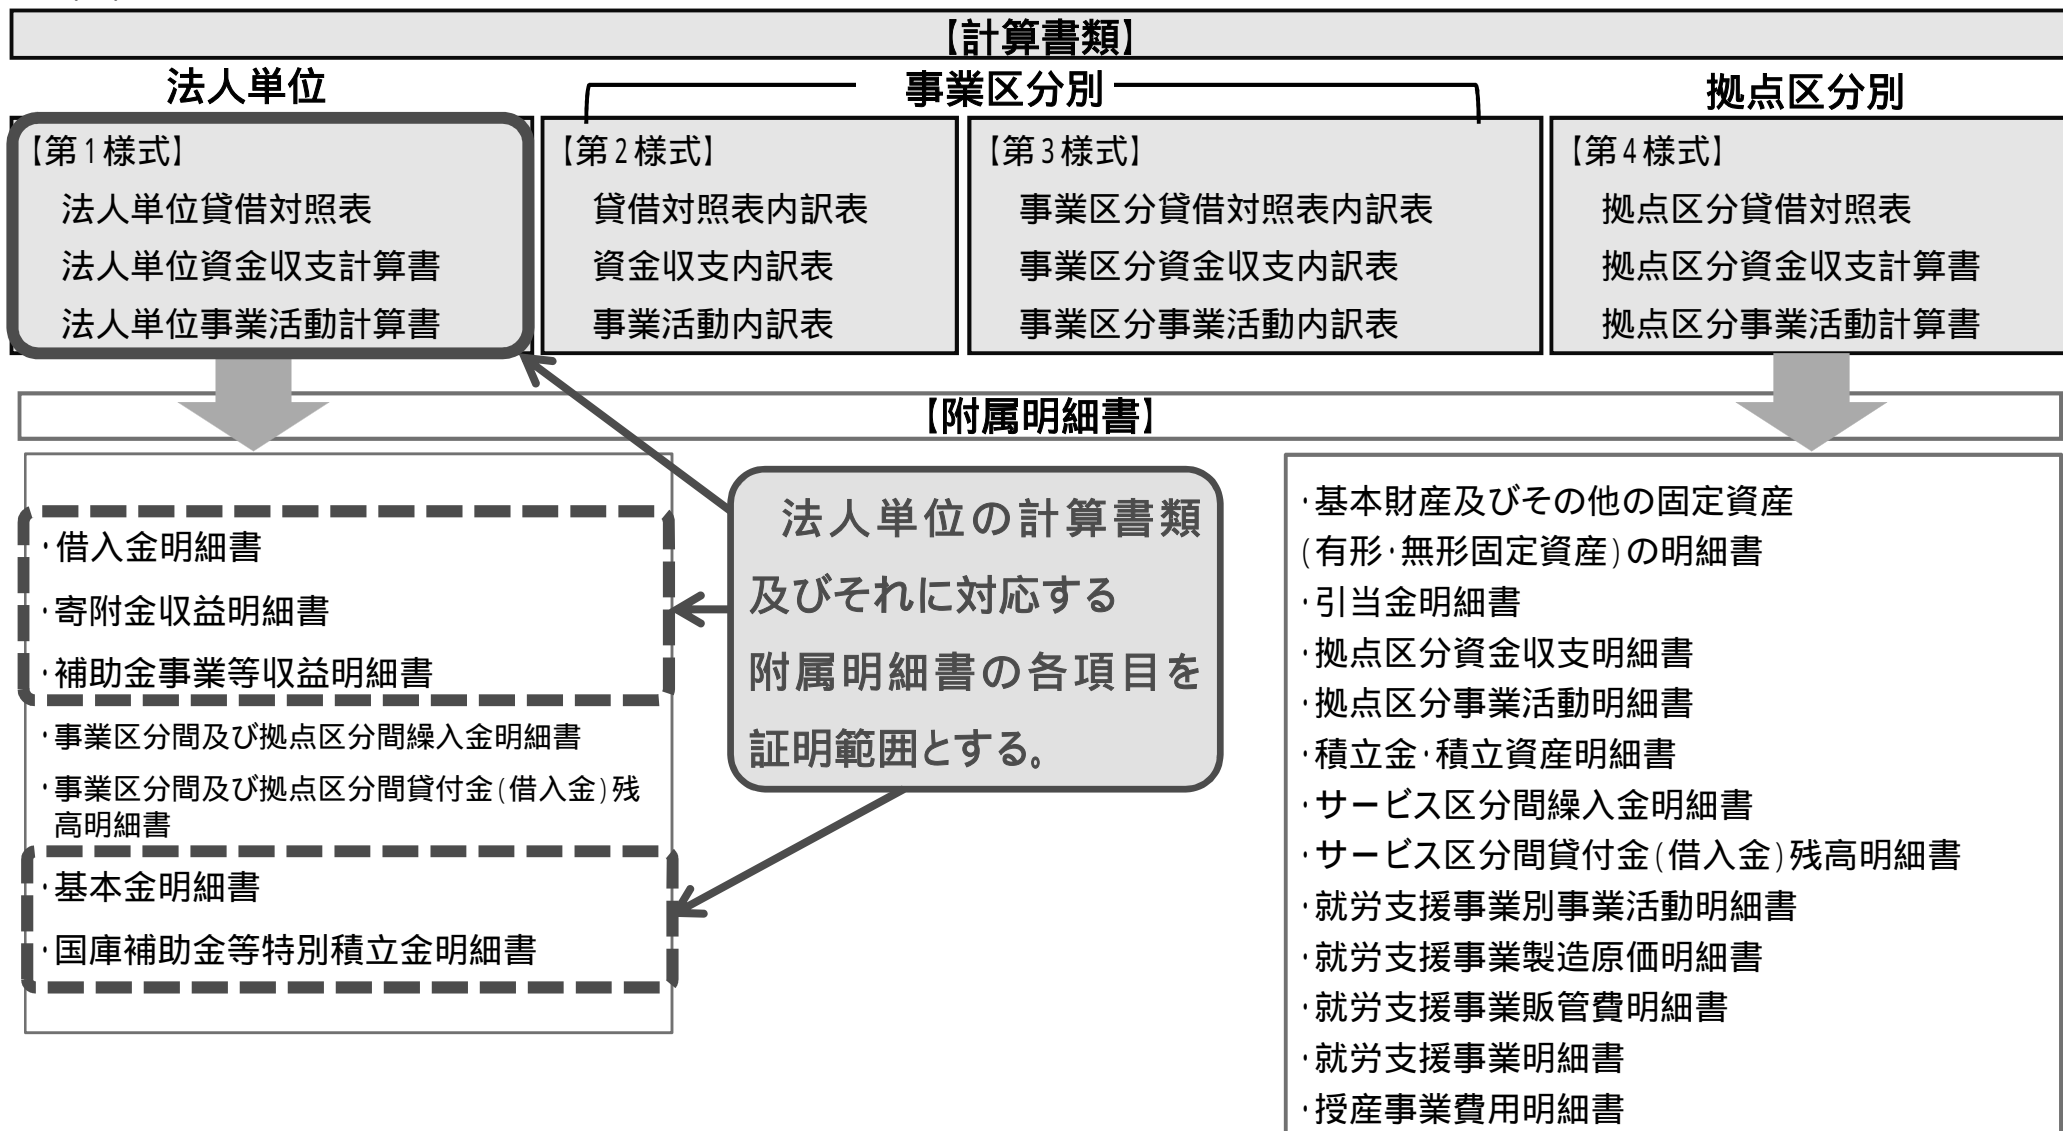 【計算書類】
法人単位
事業区分別
拠点区分別
【第1様式】
法人単位貸借対照表
法人単位資金収支計算書
法人単位事業活動計算書
【第2様式】
貸借対照表内訳表
資金収支内訳表
事業活動内訳表
【第3様式】
事業区分貸借対照表内訳表
事業区分資金収支内訳表
事業区分事業活動内訳表
【第4様式】
拠点区分貸借対照表
拠点区分資金収支計算書
拠点区分事業活動計算書
【附属明細書】
・借入金明細書
・寄附金収益明細書
・補助金事業等収益明細書
・事業区分間及び拠点区分間繰入金明細書
・事業区分間及び拠点区分間貸付金(借入金)残
高明細書
・基本金明細書
・国庫補助金等特別積立金明細書
法人単位の計算書類
及びそれに対応する
附属明細書の各項目を
証明範囲とする。
・基本財産及びその他の固定資産
(有形・無形固定資産)の明細書
・引当金明細書
・拠点区分資金収支明細書
・拠点区分事業活動明細書
・積立金・積立資産明細書
・サービス区分間繰入金明細書
・サービス区分間貸付金(借入金)残高明細書
・就労支援事業別事業活動明細書
・就労支援事業製造原価明細書
・就労支援事業販管費明細書
・就労支援事業明細書
・授産事業費用明細書